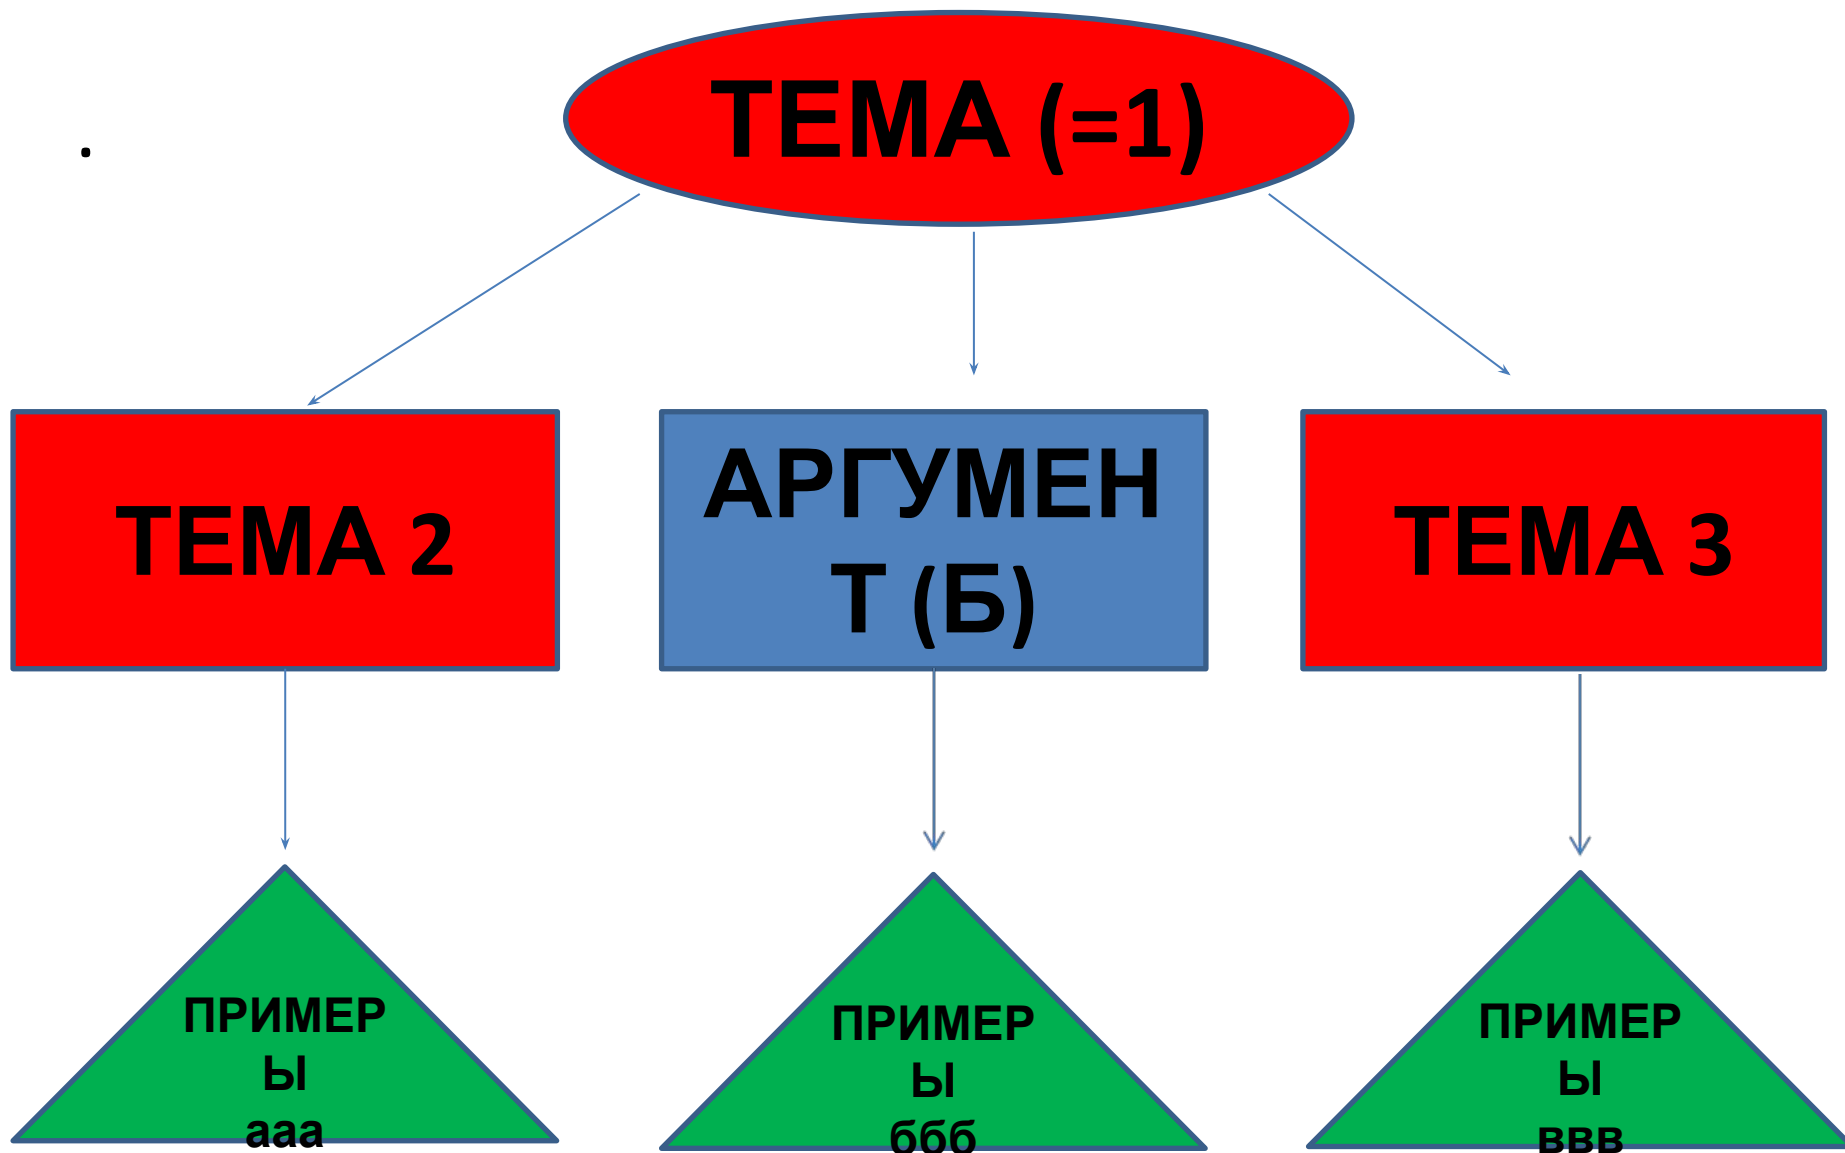 ТЕМА (=1)
.
ТЕМА 2
АРГУМЕН
Т (Б)
ТЕМА 3
ПРИМЕР
Ы
ааа
ПРИМЕР
Ы
ббб
ПРИМЕР
Ы
ввв